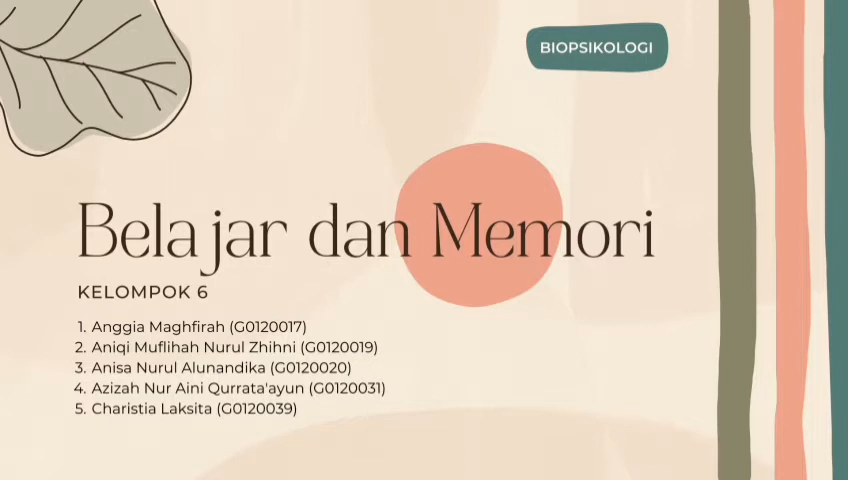 BIOPSIKOLOGI
Belajar dan Memori
KELOMPOK 6
1. Anggia Maghfirah (G0120017)
2. Aniqi Muflihah Nurul Zhihni (G0120019)
3. Anisa Nurul Alunandika (G0120020)
4. Azizah Nur Aini Qurrata'ayun (G0120031)
5. Charistia Laksita (G0120039)